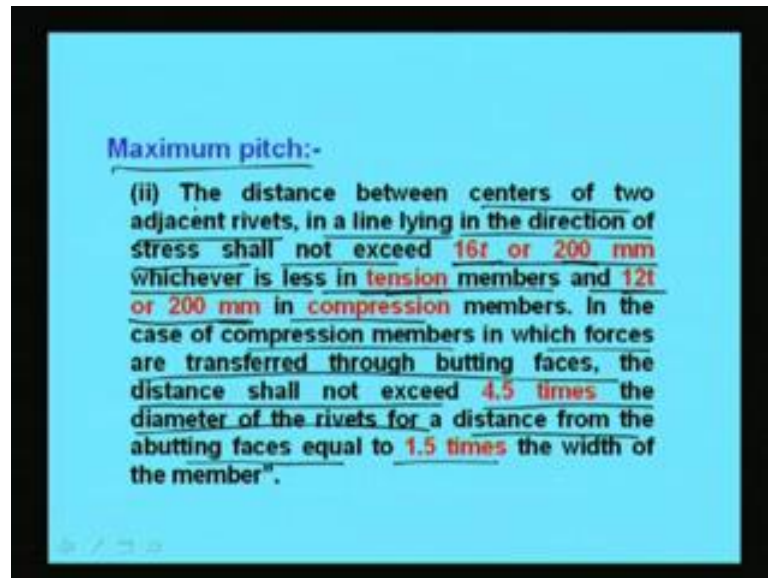 Maximum pitch:-
(ii) The distance between centers of two
adjacent rivets, in a line lying in the direction of
stress shall not exceed 16t or 200 mm
whichever is less in tension members and 12t
or 200 mm in compression members. In the
case of compression members in which forces
are transferred through butting faces, the
distance shall not exceed 4.5 times the
diameter of the rivets for a distance from the
abutting faces equal to 1.5 times the width of
the member".